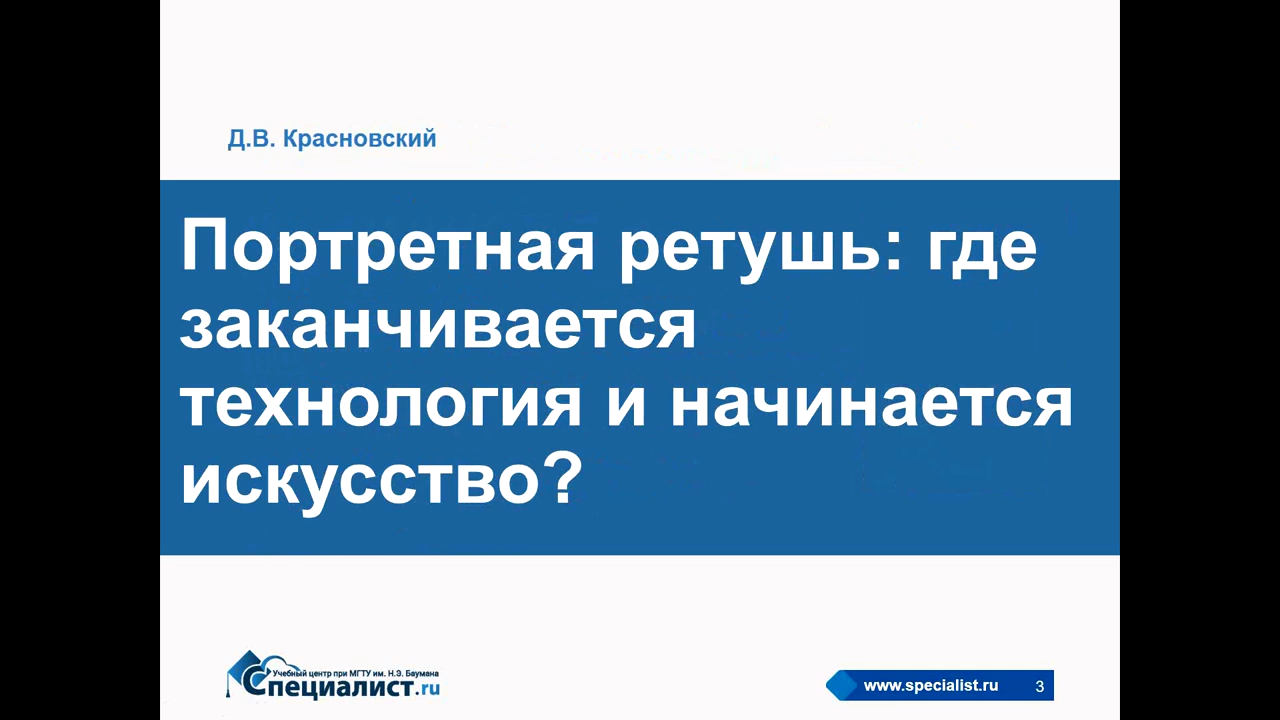 Д.В. Красновский
Портретная ретушь: где
заканчивается
технология и начинается
искусство?
Учебный центр при МГТУ им. Н.Э. Баумана
Специалист.ru
www.specialist.ru 3